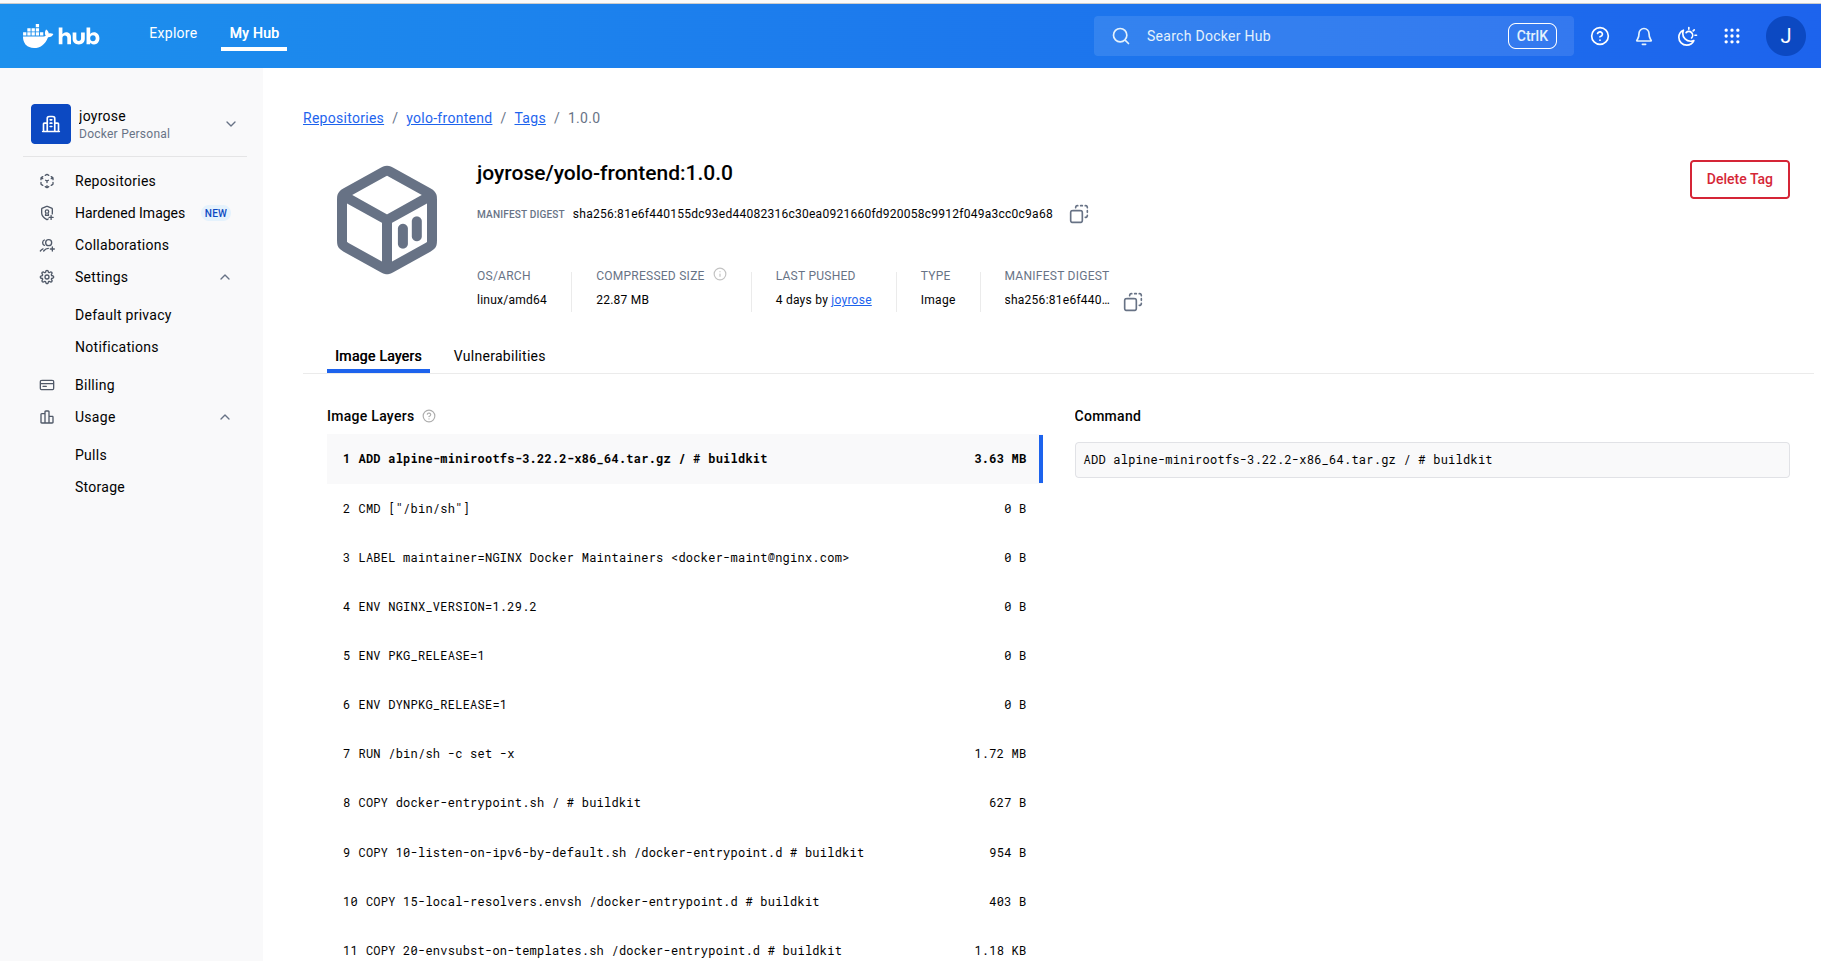 hub
Explore
My Hub
Search Docker Hub
CtrlK
J
joyrose
Docker Personal
Repositories
Hardened Images NEW
Collaborations
Settings
Default privacy
Notifications
Billing
Usage
Pulls
Storage
Repositories / yolo-frontend / Tags / 1.0.0
joyrose/yolo-frontend:1.0.0
Delete Tag
MANIFEST DIGEST sha256:81e6f440155dc93ed44082316c30ea0921660fd920058c9912f049a3cc0c9a68
OS/ARCH
linux/amd64
COMPRESSED SIZE
22.87 MB
LAST PUSHED
4 days by joyrose
TYPE
Image
MANIFEST DIGEST
sha256:81e6f440...
Image Layers
Vulnerabilities
Image Layers
1 ADD alpine-minirootfs-3.22.2-x86_64.tar.gz / # buildkit 3.63 MB
2 CMD ["/bin/sh"] 0 B
3 LABEL maintainer=NGINX Docker Maintainers <docker-maint@nginx.com> 0 B
4 ENV NGINX_VERSION=1.29.2 0 B
5 ENV PKG_RELEASE=1 0 B
6 ENV DYNPKG_RELEASE=1 0 B
7 RUN /bin/sh -c set -x 1.72 MB
8 COPY docker-entrypoint.sh / # buildkit 627 B
9 COPY 10-listen-on-ipv6-by-default.sh /docker-entrypoint.d # buildkit 954 B
10 COPY 15-local-resolvers.envsh /docker-entrypoint.d # buildkit 403 B
11 COPY 20-envsubst-on-templates.sh /docker-entrypoint.d # buildkit 1.18 KB
Command
ADD alpine-minirootfs-3.22.2-x86_64.tar.gz / # buildkit